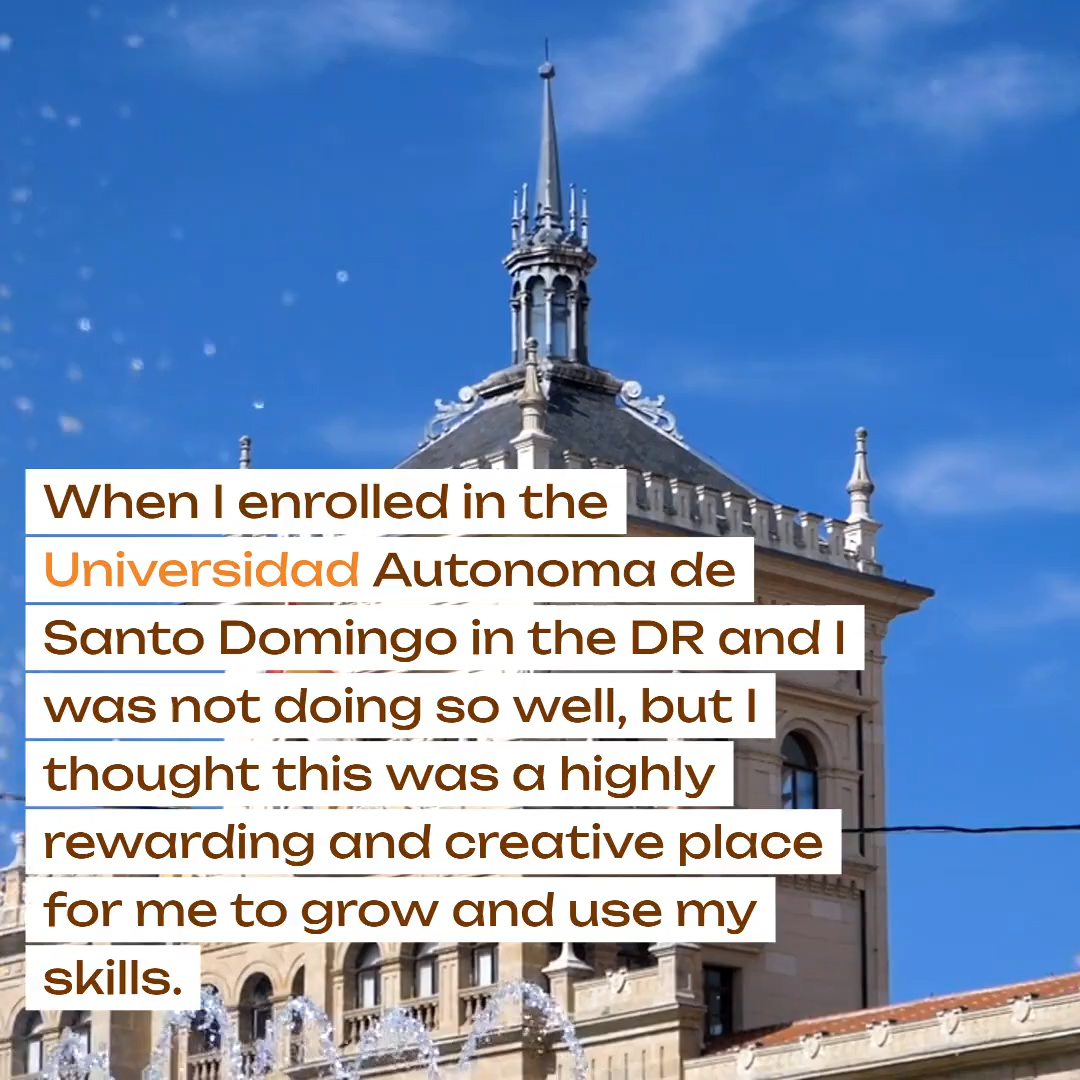 When I enrolled in the
Universidad Autonoma de
Santo Domingo in the DR and I
was not doing so well, but I
thought this was a highly
rewarding and creative place
for me to grow and use my
skills.